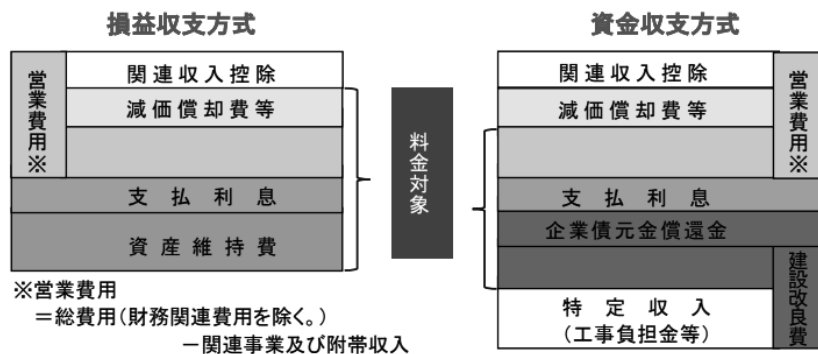 損益収支方式
資金収支方式
営業費用※
関連収入控除
減価償却費等
支払利息
資産維持費
料金対象
関連収入控除
減価償却費等
営業費用※
支払利息
企業債元金償還金
建設改良費
特定収入
(工事負担金等)
※営業費用
＝総費用(財務関連費用を除く。)
－関連事業及び附帯収入